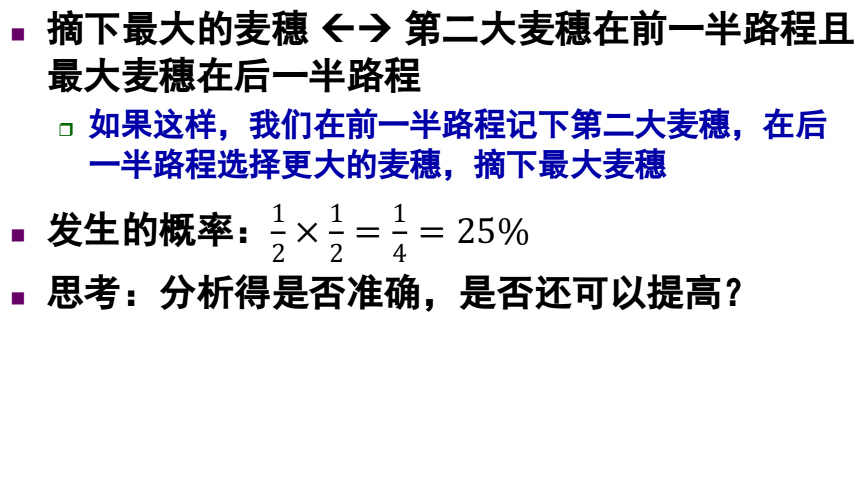 摘下最大的麦穗 ←→ 第二大麦穗在前一半路程且
最大麦穗在后一半路程
如果这样，我们在前一半路程记下第二大麦穗，在后
一半路程选择更大的麦穗，摘下最大麦穗
发生的概率：1/2 × 1/2 = 1/4 = 25%
思考：分析得是否准确，是否还可以提高？